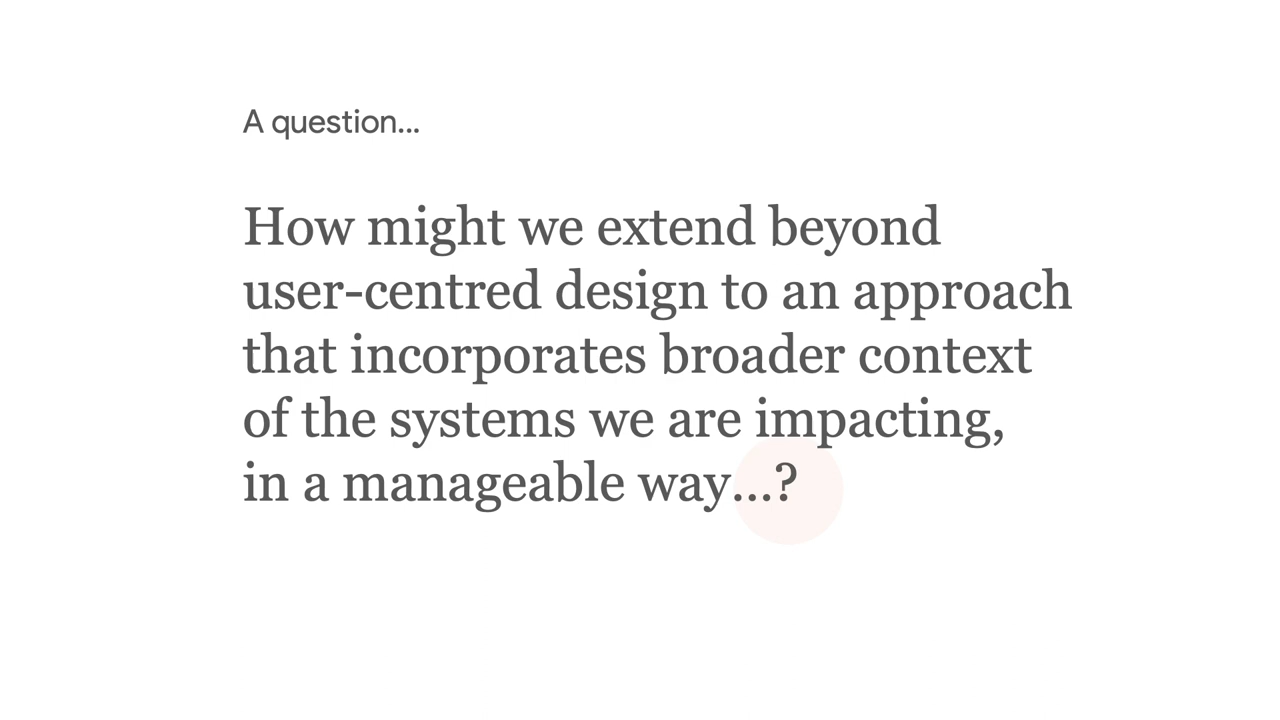 A question...
How might we extend beyond
user-centred design to an approach
that incorporates broader context
of the systems we are impacting,
in a manageable way...?